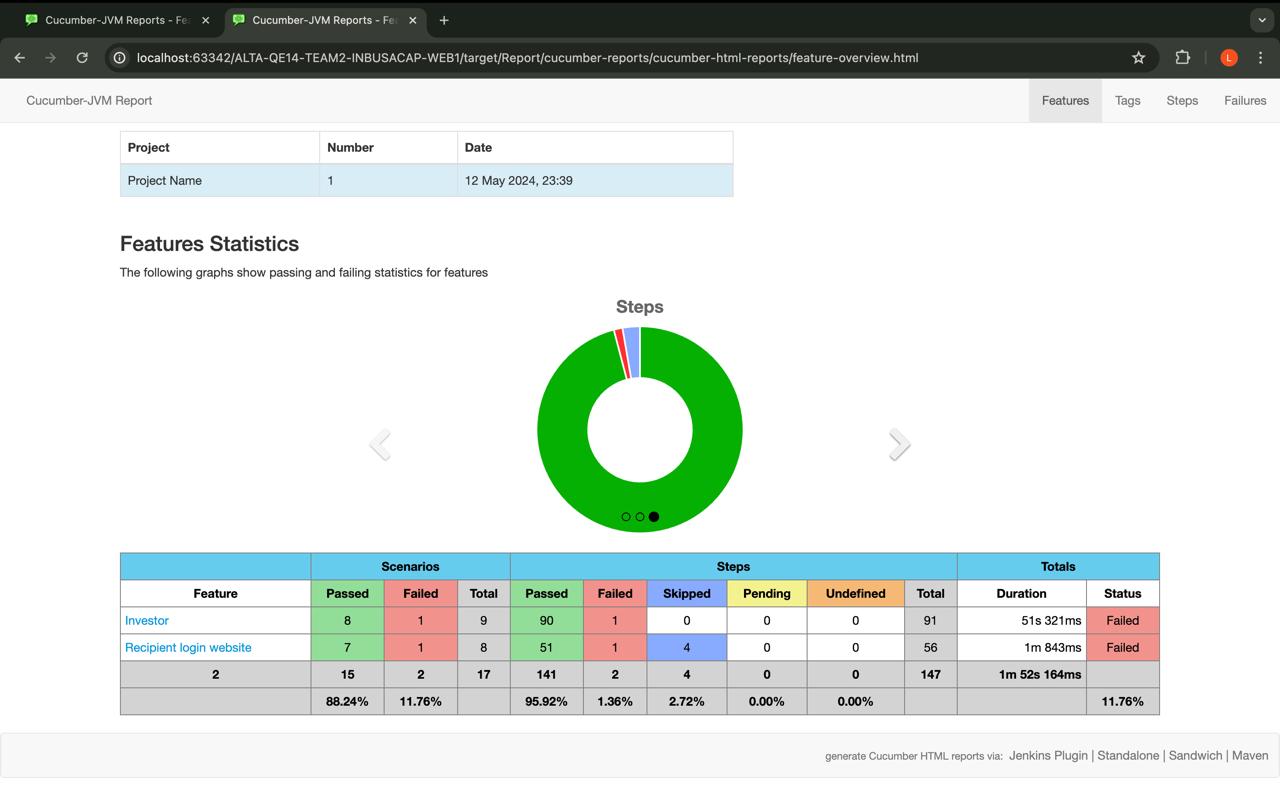 Cucumber-JVM Reports - Fe
Cucumber-JVM Reports - Fe
localhost:63342/ALTA-QE14-TEAM2-INBUSACAP-WEB1/target/Report/cucumber-reports/cucumber-html-reports/feature-overview.html
L
Cucumber-JVM Report Features Tags Steps Failures
Project Number Date
Project Name 1 12 May 2024, 23:39
Features Statistics
The following graphs show passing and failing statistics for features
Steps
Scenarios Steps Totals
Feature Passed Failed Total Passed Failed Skipped Pending Undefined Total Duration Status
Investor 8 1 9 90 1 0 0 0 91 51s 321ms Failed
Recipient login website 7 1 8 51 1 4 0 0 56 1m 843ms Failed
2 15 2 17 141 2 4 0 0 147 1m 52s 164ms
88.24% 11.76% 95.92% 1.36% 2.72% 0.00% 0.00% 11.76%
generate Cucumber HTML reports via: Jenkins Plugin | Standalone | Sandwich | Maven